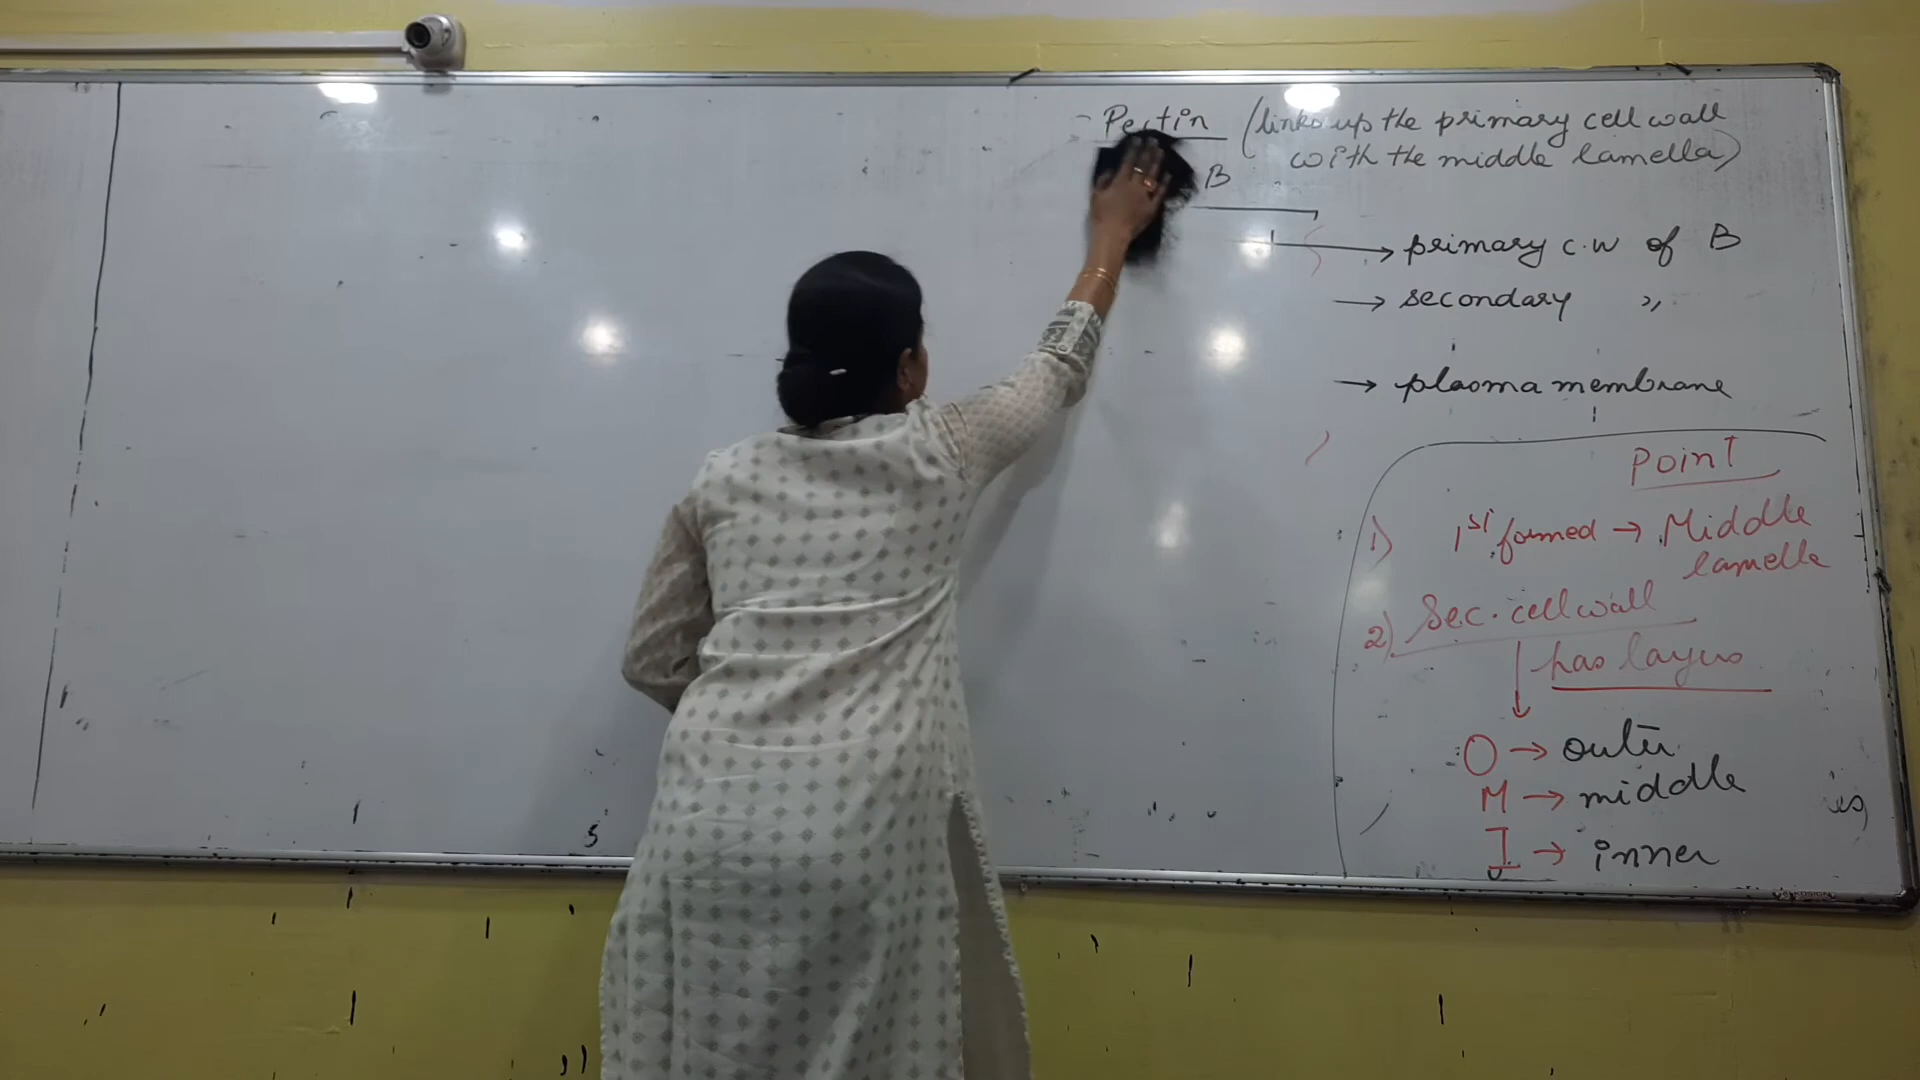 - Pectin (links up the primary cell wall
with the middle lamella)
B
→ primary c.w of B
→ secondary "
→ plasma membrane
Point
1) 1st formed → Middle
lamella
2) Sec. cell wall
↓ has layers
O → outer
M → middle
I → inner